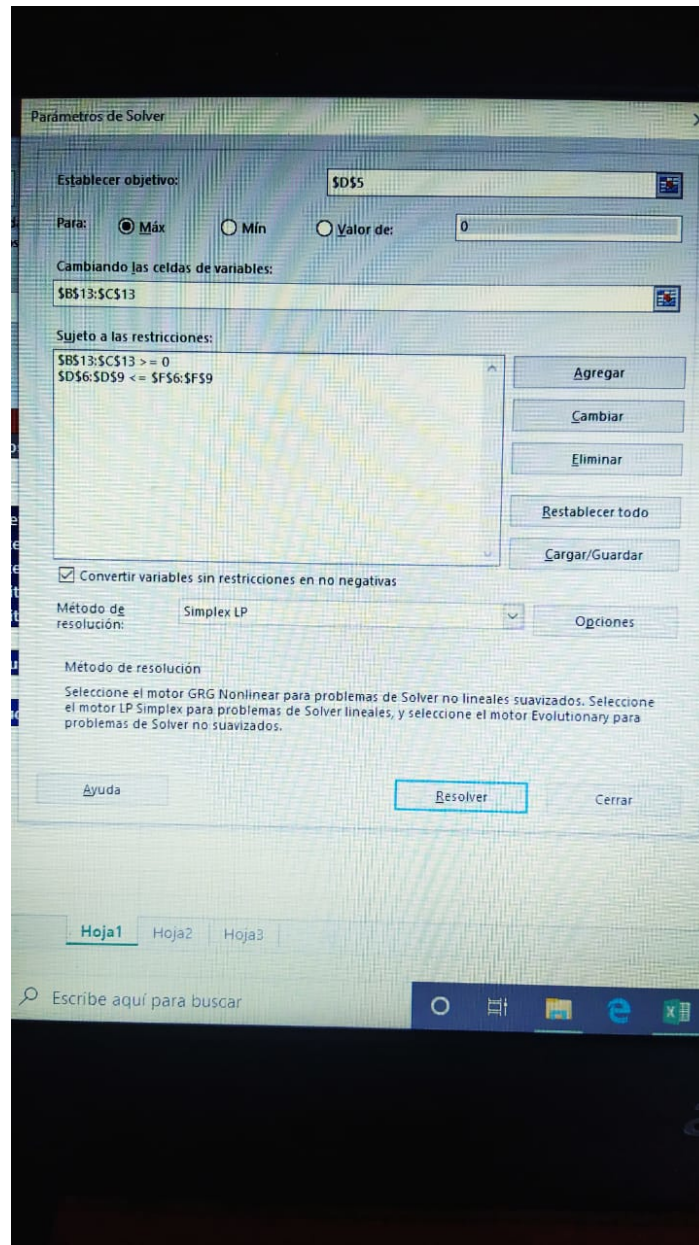 Parámetros de Solver
Establecer objetivo:
$D$5
Para:
Máx
Mín
Valor de:
0
Cambiando las celdas de variables:
$B$13:$C$13
Sujeto a las restricciones:
$B$13:$C$13 >= 0
$D$6:$D$9 <= $F$6:$F$9
Agregar
Cambiar
Eliminar
Restablecer todo
Cargar/Guardar
Convertir variables sin restricciones en no negativas
Método de
resolución:
Simplex LP
Opciones
Método de resolución
Seleccione el motor GRG Nonlinear para problemas de Solver no lineales suavizados. Seleccione
el motor LP Simplex para problemas de Solver lineales, y seleccione el motor Evolutionary para
problemas de Solver no suavizados.
Ayuda
Resolver
Cerrar
Hoja1
Hoja2
Hoja3
Escribe aquí para buscar